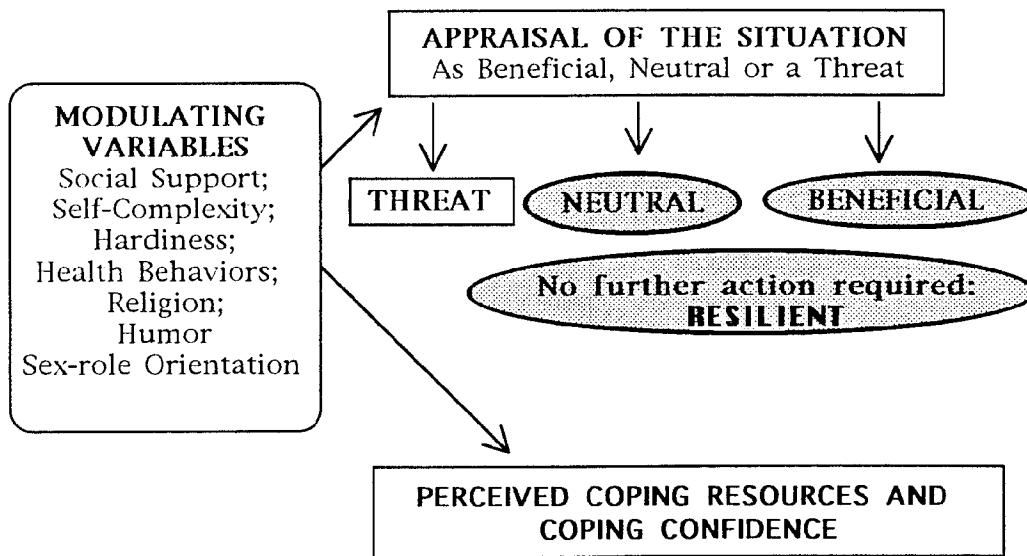 APPRAISAL OF THE SITUATION
As Beneficial, Neutral or a Threat
MODULATING
VARIABLES
Social Support;
Self-Complexity;
Hardiness;
Health Behaviors;
Religion;
Humor
Sex-role Orientation
THREAT
NEUTRAL
BENEFICIAL
No further action required:
RESILIENT
PERCEIVED COPING RESOURCES AND
COPING CONFIDENCE